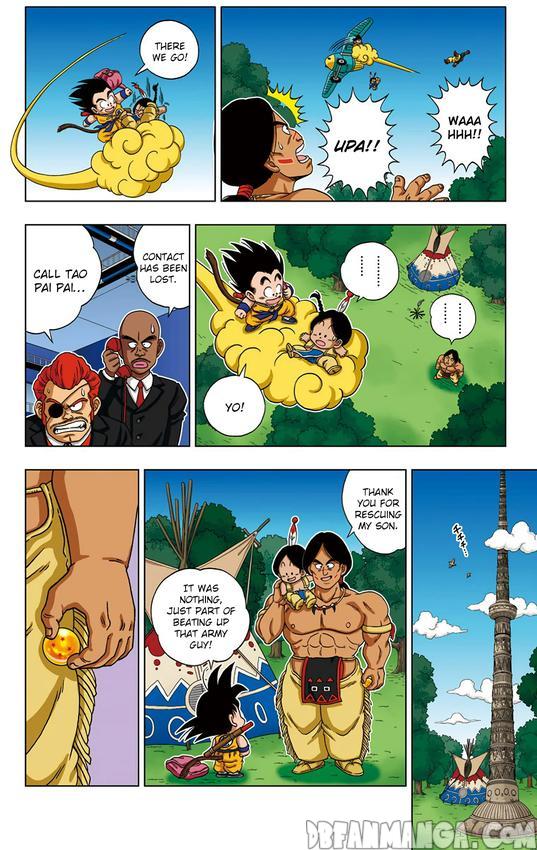 THERE
WE GO!
UPA!!
WAAA
HHH!!
CALL TAO
PAI PAI...
CONTACT
HAS BEEN
LOST.
YO!
THANK
YOU FOR
RESCUING
MY SON.
IT WAS
NOTHING,
JUST PART OF
BEATING UP
THAT ARMY
GUY!
DBFANMANGA.COM